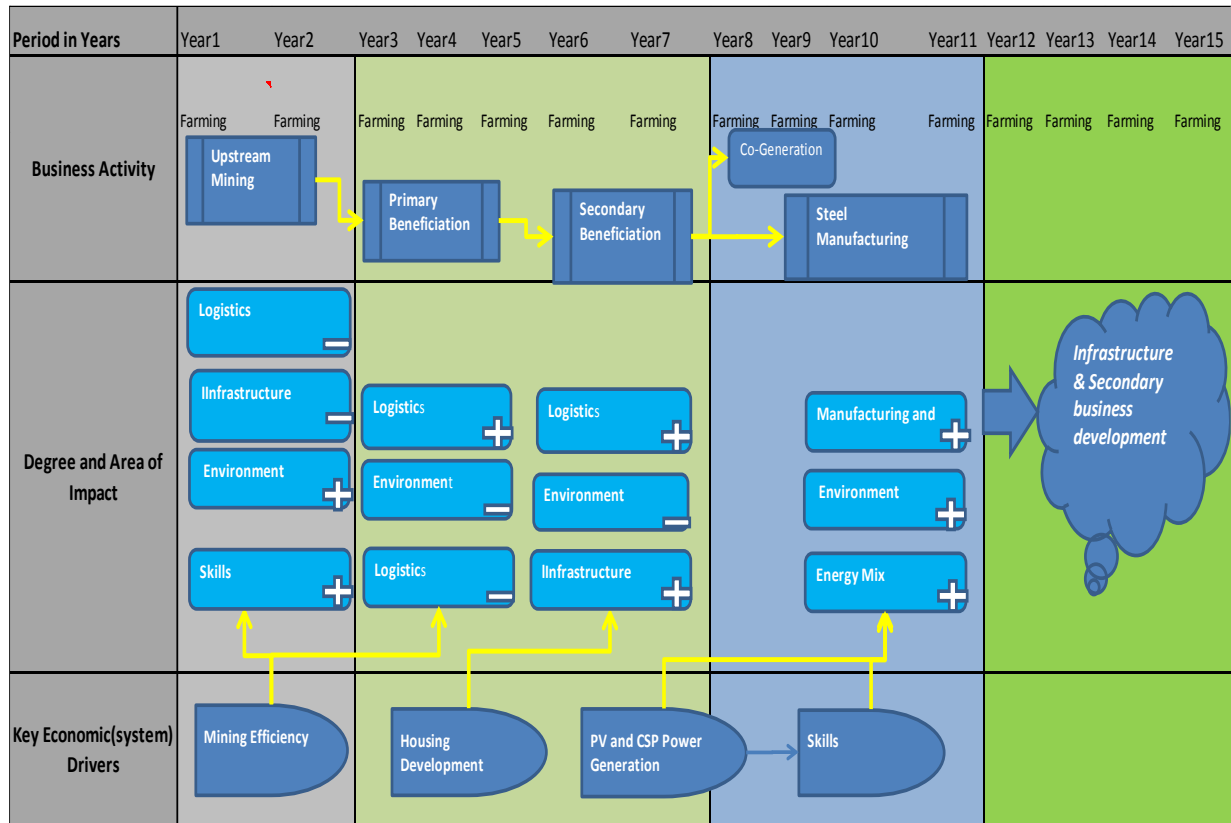 Period in Years Year1 Year2 Year3 Year4 Year5 Year6 Year7 Year8 Year9 Year10 Year11 Year12 Year13 Year14 Year15
Farming Farming Farming Farming Farming Farming Farming Farming Farming Farming Farming Farming Farming Farming Farming
Business Activity
Upstream
Mining
Primary
Beneficiation
Secondary
Beneficiation
Co-Generation
Steel
Manufacturing
Degree and Area of
Impact
Logistics
IInfrastructure
Environment
Skills
Logistics
Environment
Logistics
Logistics
Environment
IInfrastructure
Manufacturing and
Environment
Energy Mix
Infrastructure
& Secondary
business
development
Key Economic(system)
Drivers
Mining Efficiency
Housing
Development
PV and CSP Power
Generation
Skills